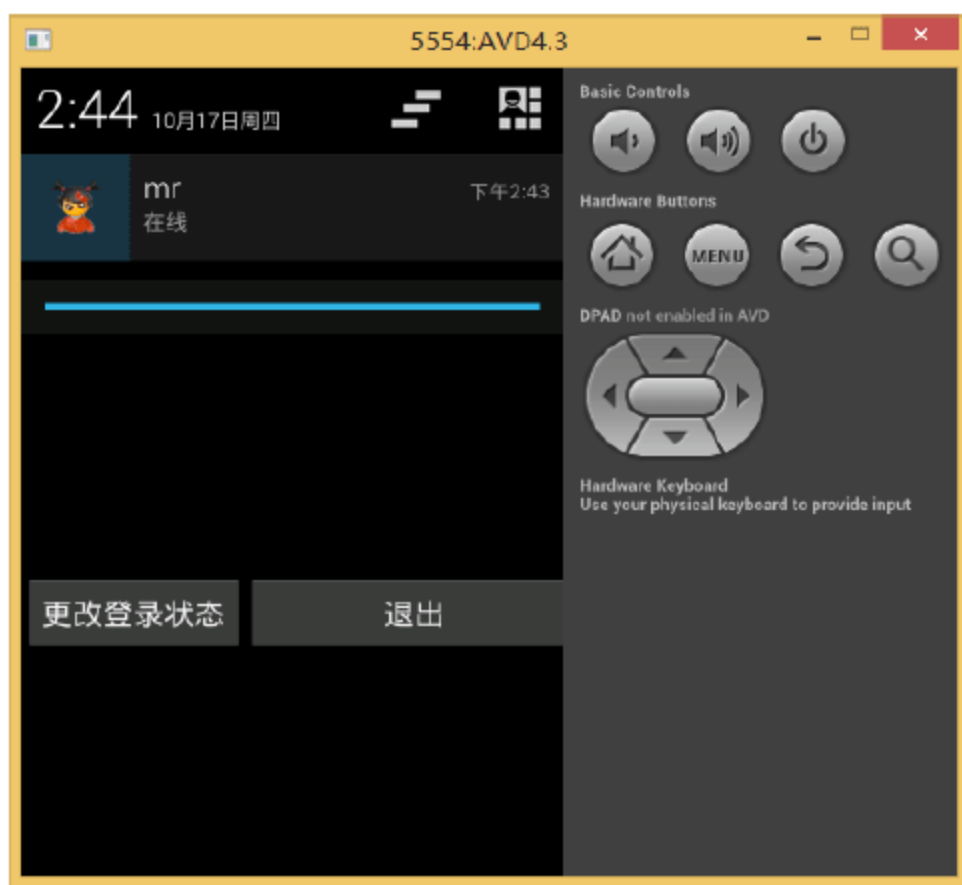 5554:AVD4.3
2:44 10月17日周四
mr
下午2:43
在线
更改登录状态
退出
Basic Controls
Hardware Buttons
MENU
DPAD not enabled in AVD
Hardware Keyboard
Use your physical keyboard to provide input